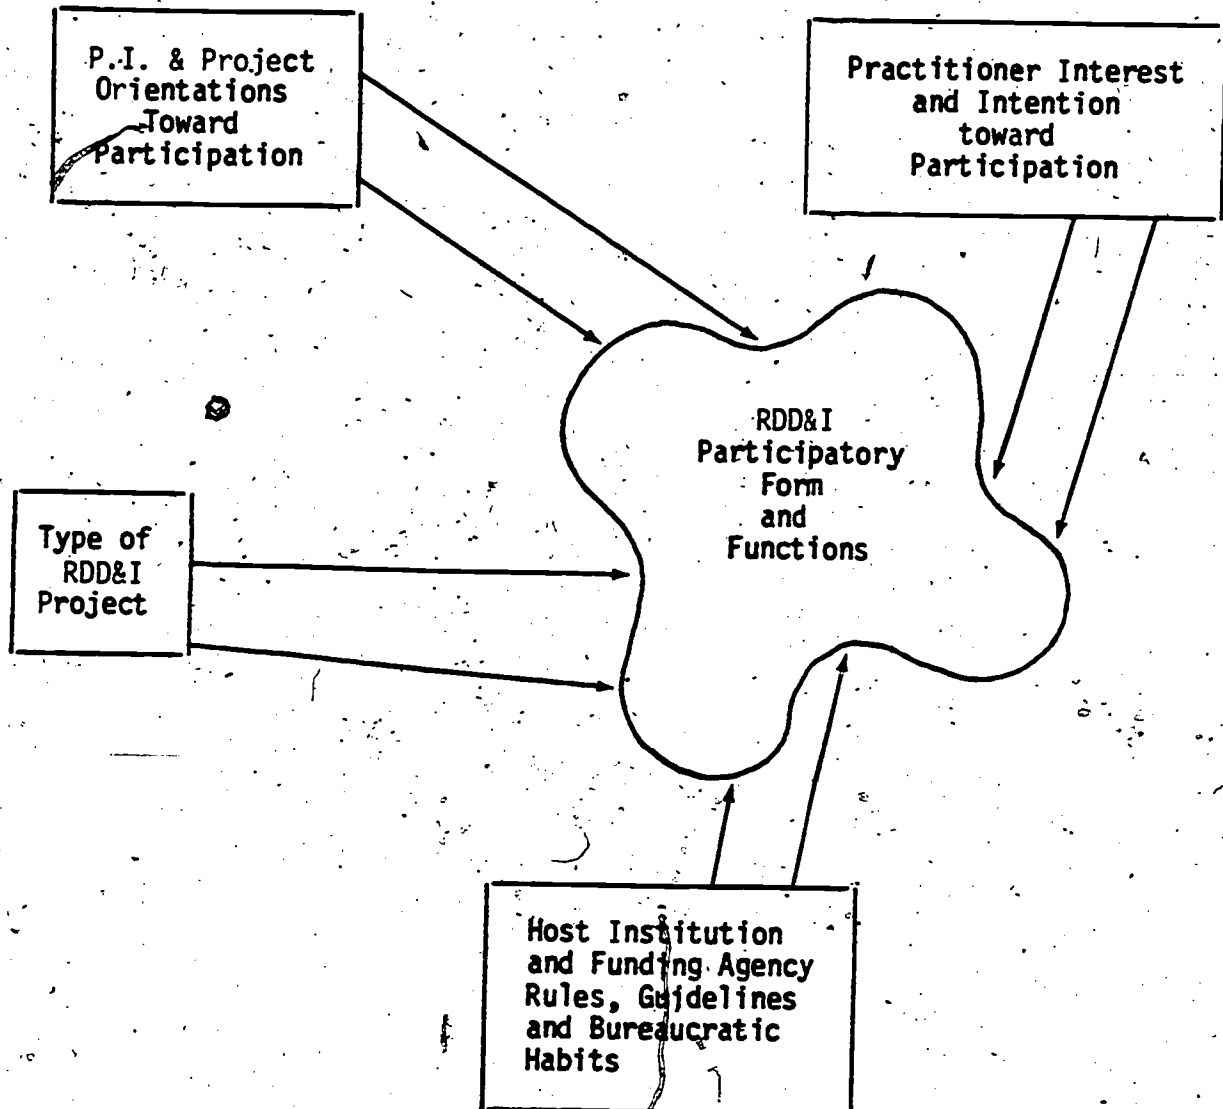 P.I. & Project
Orientations
Toward
Participation
Practitioner Interest
and Intention
toward
Participation
RDD&I
Participatory
Form
and
Functions
Type of
RDD&I
Project
Host Institution
and Funding Agency
Rules, Guidelines
and Bureaucratic
Habits